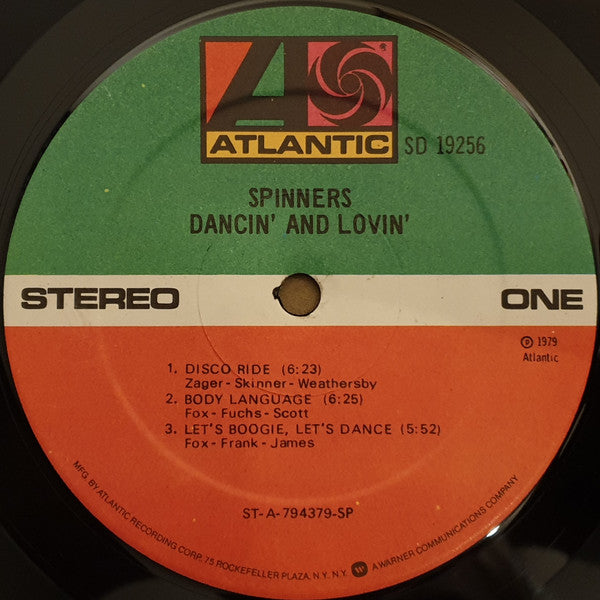 ATLANTIC
SD 19256
SPINNERS
DANCIN' AND LOVIN'
STEREO
ONE
℗ 1979
Atlantic
1. DISCO RIDE (6:23)
Zager - Skinner - Weathersby
2. BODY LANGUAGE (6:25)
Fox - Fuchs - Scott
3. LET'S BOOGIE, LET'S DANCE (5:52)
Fox - Frank - James
ST-A-794379-SP
MFG. BY ATLANTIC RECORDING CORP. 75 ROCKEFELLER PLAZA, N.Y. N.Y. A WARNER COMMUNICATIONS COMPANY